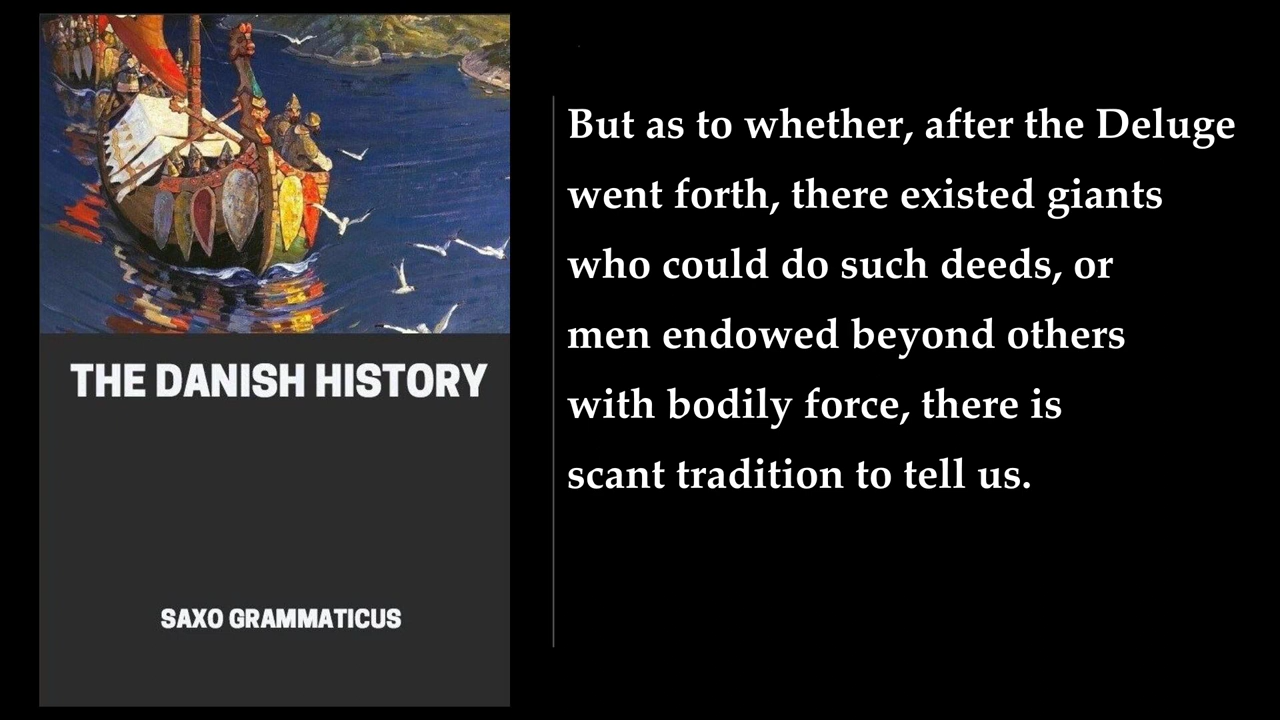 THE DANISH HISTORY
SAXO GRAMMATICUS
But as to whether, after the Deluge
went forth, there existed giants
who could do such deeds, or
men endowed beyond others
with bodily force, there is
scant tradition to tell us.